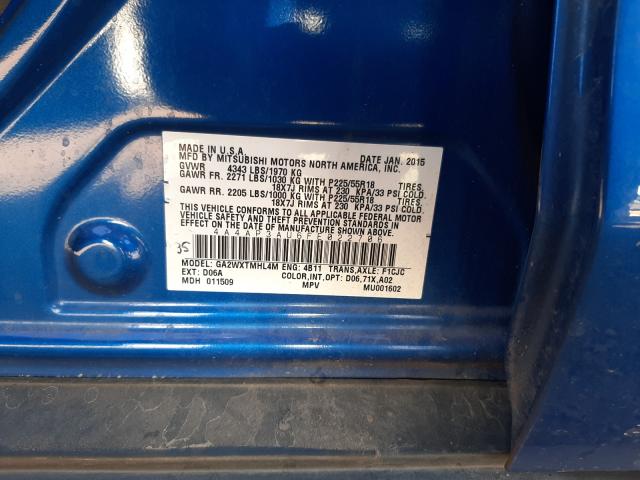 MADE IN U.S.A.
MFD BY MITSUBISHI MOTORS NORTH AMERICA, INC. DATE JAN. 2015
GVWR 4343 LBS/1970 KG
GAWR FR. 2271 LBS/1030 KG WITH P225/55R18 TIRES,
18X7J RIMS AT 230 KPA/33 PSI COLD.
GAWR RR. 2205 LBS/1000 KG WITH P225/55R18 TIRES,
18X7J RIMS AT 230 KPA/33 PSI COLD.
THIS VEHICLE CONFORMS TO ALL APPLICABLE FEDERAL MOTOR
VEHICLE SAFETY AND THEFT PREVENTION STANDARDS IN EFFECT
ON THE DATE OF MANUFACTURE SHOWN ABOVE.
4A4AP3AU6FE022706
35
MODEL: GA2WXTMHL4M ENG: 4B11 TRANS,AXLE: F1CJC
EXT: D06A COLOR,INT,OPT: D06,71X,A02
MDH 011509 MPV MU001602